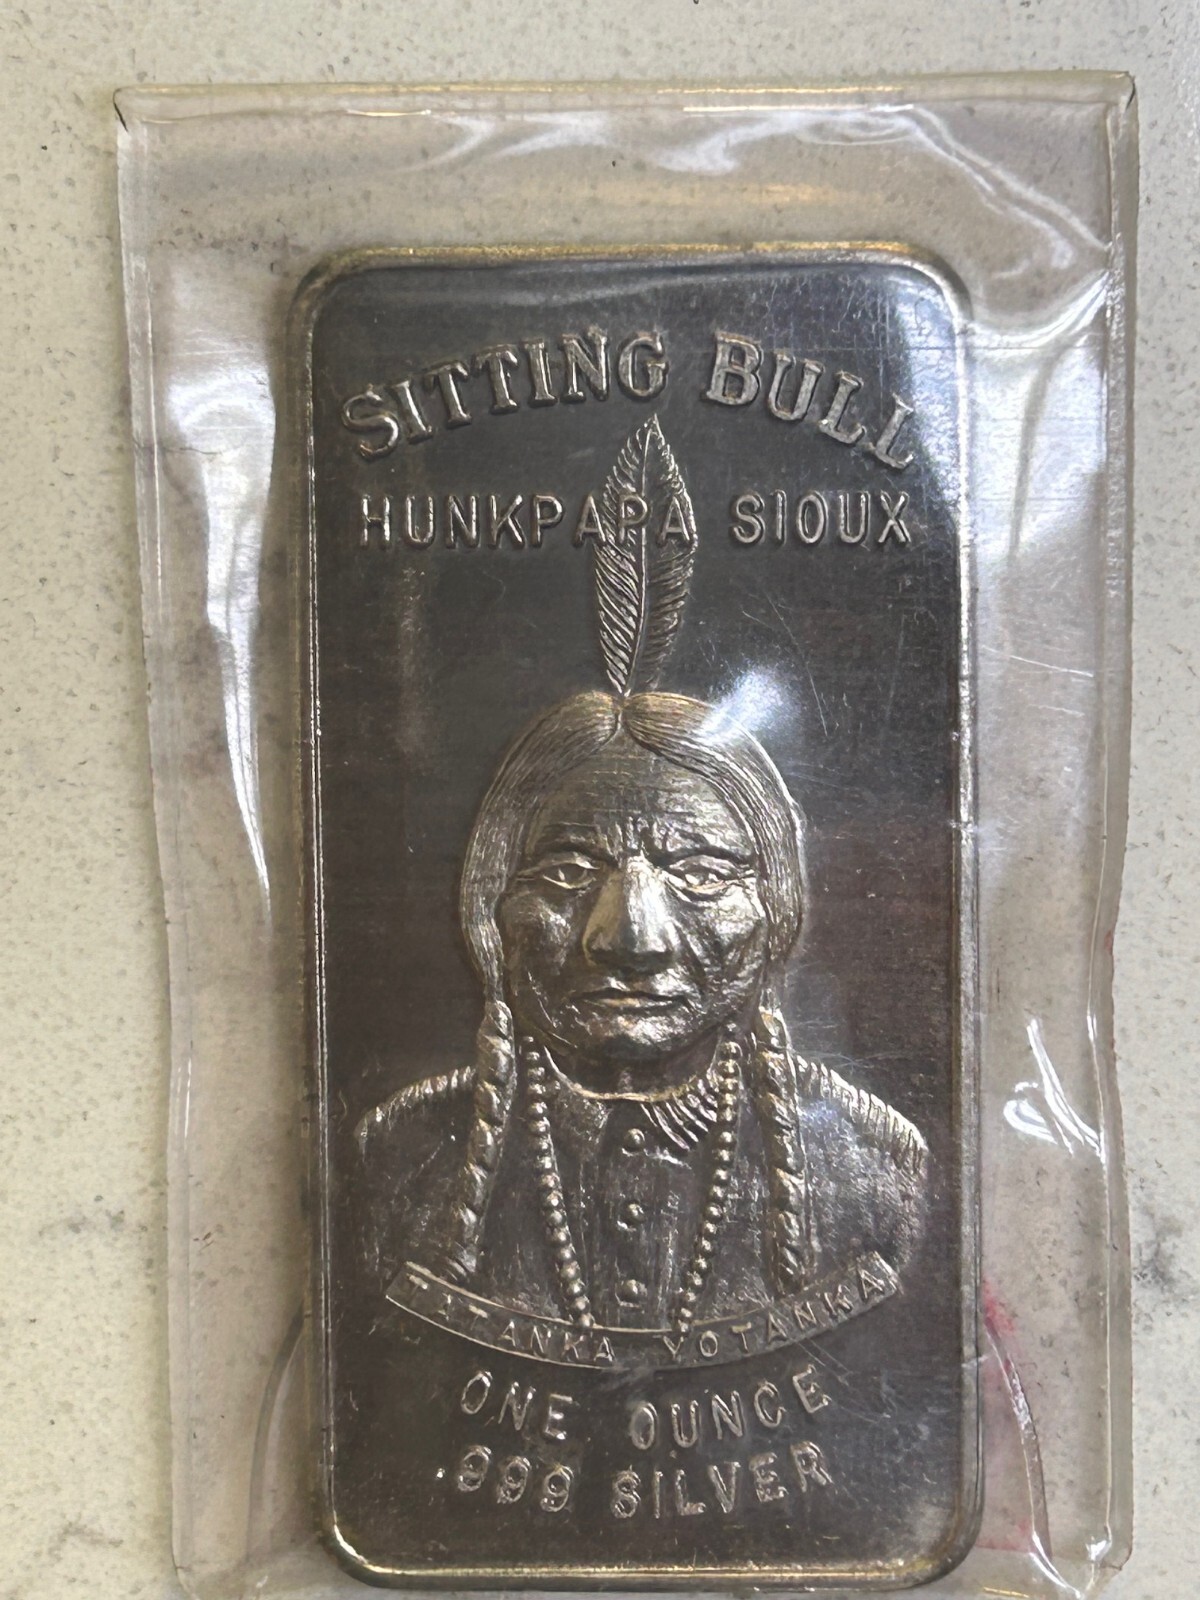 SITTING BULL
HUNKPAPA SIOUX
TATANKA YOTANKA
ONE OUNCE
.999 SILVER